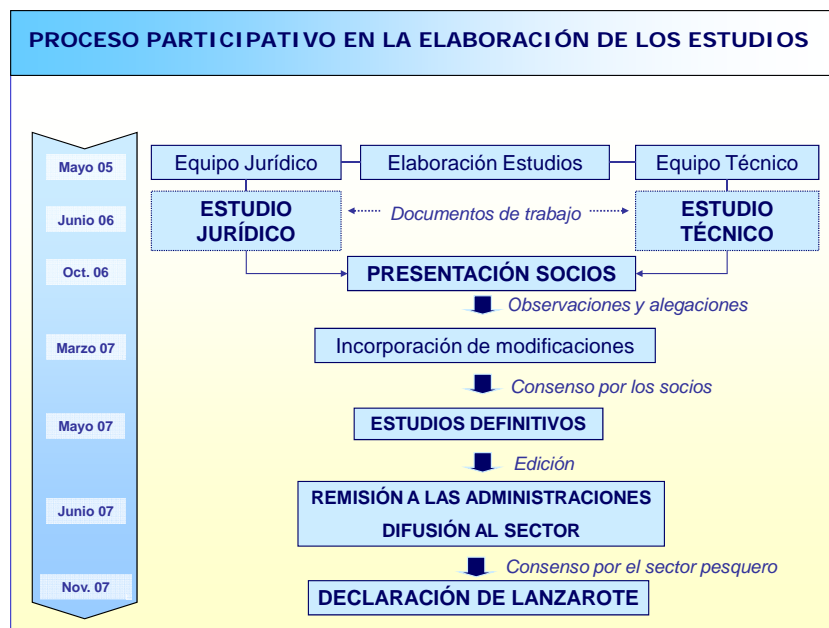 PROCESO PARTICIPATIVO EN LA ELABORACIÓN DE LOS ESTUDIOS
Mayo 05
Equipo Jurídico
Elaboración Estudios
Equipo Técnico
Junio 06
ESTUDIO
JURÍDICO
Documentos de trabajo
ESTUDIO
TÉCNICO
Oct. 06
PRESENTACIÓN SOCIOS
Observaciones y alegaciones
Marzo 07
Incorporación de modificaciones
Consenso por los socios
Mayo 07
ESTUDIOS DEFINITIVOS
Edición
Junio 07
REMISIÓN A LAS ADMINISTRACIONES
DIFUSIÓN AL SECTOR
Consenso por el sector pesquero
Nov. 07
DECLARACIÓN DE LANZAROTE